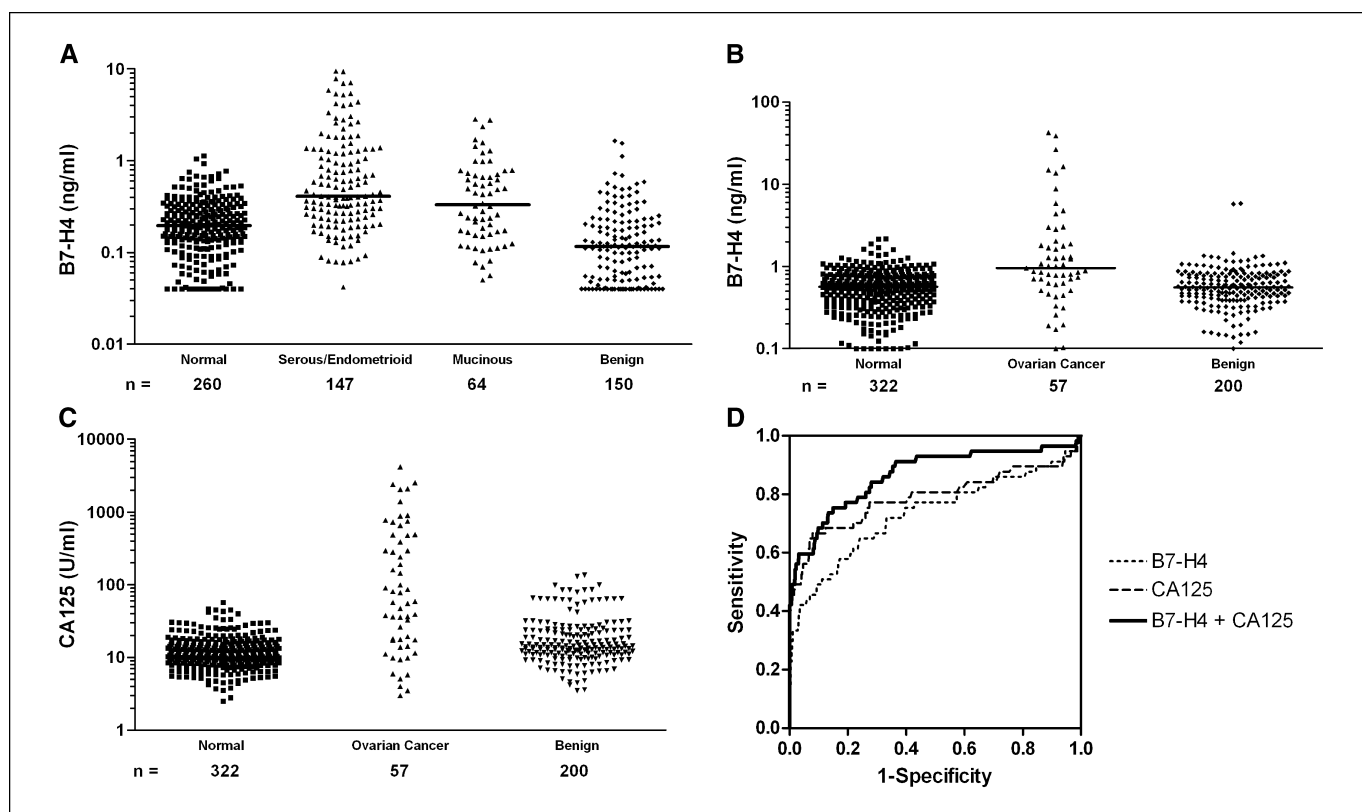 A
B7-H4 (ng/ml)
10
1
0.1
0.01
Normal Serous/Endometrioid Mucinous Benign
n = 260 147 64 150
B
B7-H4 (ng/ml)
100
10
1
0.1
Normal Ovarian Cancer Benign
n = 322 57 200
C
CA125 (U/ml)
10000
1000
100
10
1
Normal Ovarian Cancer Benign
n = 322 57 200
D
Sensitivity
1.0
0.8
0.6
0.4
0.2
0.0
0.0 0.2 0.4 0.6 0.8 1.0
1-Specificity
B7-H4
CA125
B7-H4 + CA125